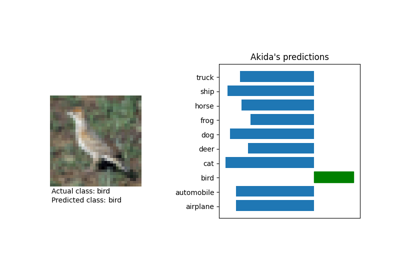 Akida's predictions
truck
ship
horse
frog
dog
deer
cat
bird
automobile
airplane
Actual class: bird
Predicted class: bird